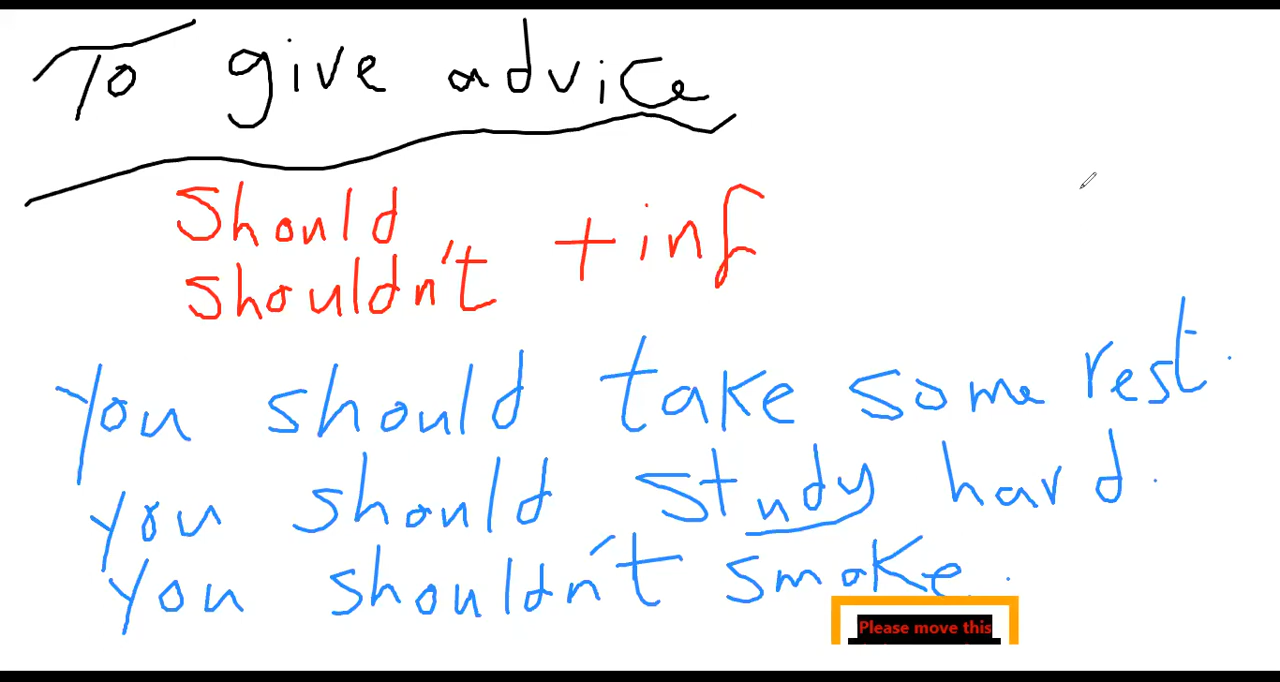 To give advice
Should
shouldn't
+ inf
You should take some rest.
you should study hard.
you shouldn't smoke.
Please move this